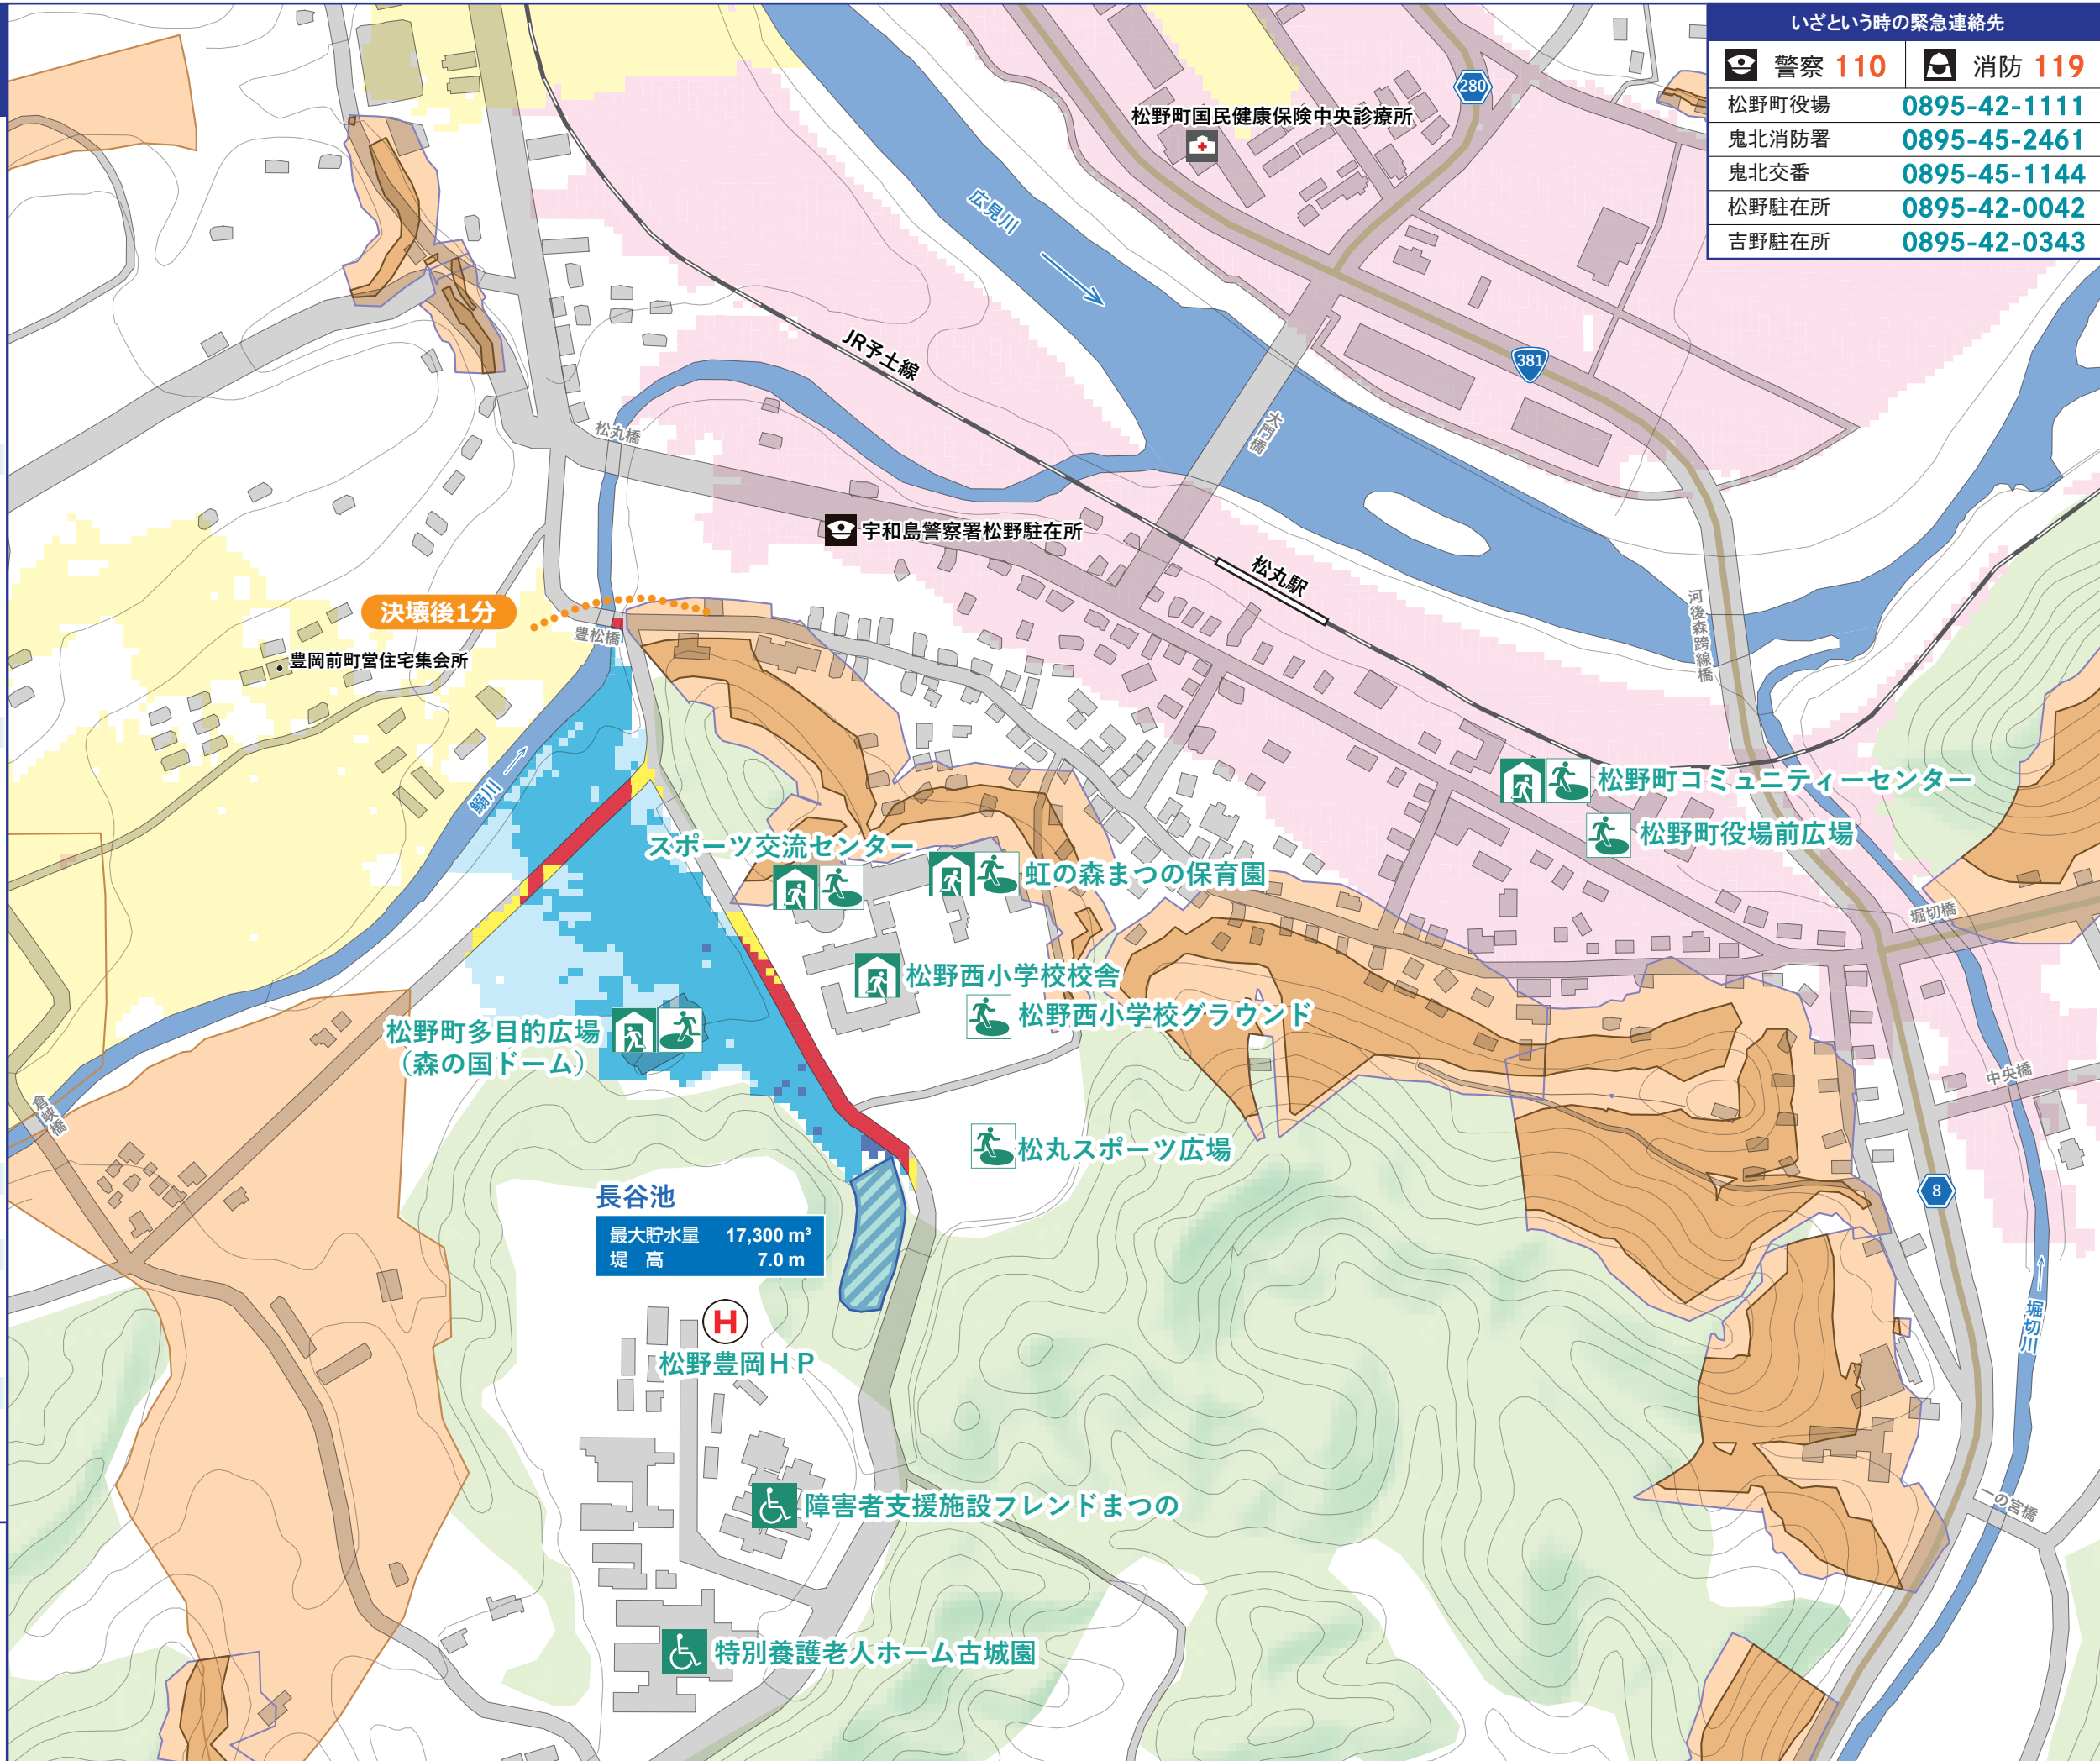 いざという時の緊急連絡先
警察 110 消防 119
松野町役場 0895-42-1111
鬼北消防署 0895-45-2461
鬼北交番 0895-45-1144
松野駐在所 0895-42-0042
吉野駐在所 0895-42-0343
280
松野町国民健康保険中央診療所
広見川
JR予土線
381
大門橋
松丸橋
宇和島警察署松野駐在所
松丸駅
決壊後1分
豊松橋
豊岡前町営住宅集会所
河後森跨線橋
鰯川
松野町コミュニティーセンター
松野町役場前広場
スポーツ交流センター
虹の森まつの保育園
堀切橋
松野西小学校校舎
松野西小学校グラウンド
松野町多目的広場
（森の国ドーム）
中央橋
倉峡橋
松丸スポーツ広場
長谷池
最大貯水量 17,300 m³
堤 高 7.0 m
8
堀切川
H
松野豊岡HP
障害者支援施設フレンドまつの
一の宮橋
特別養護老人ホーム古城園